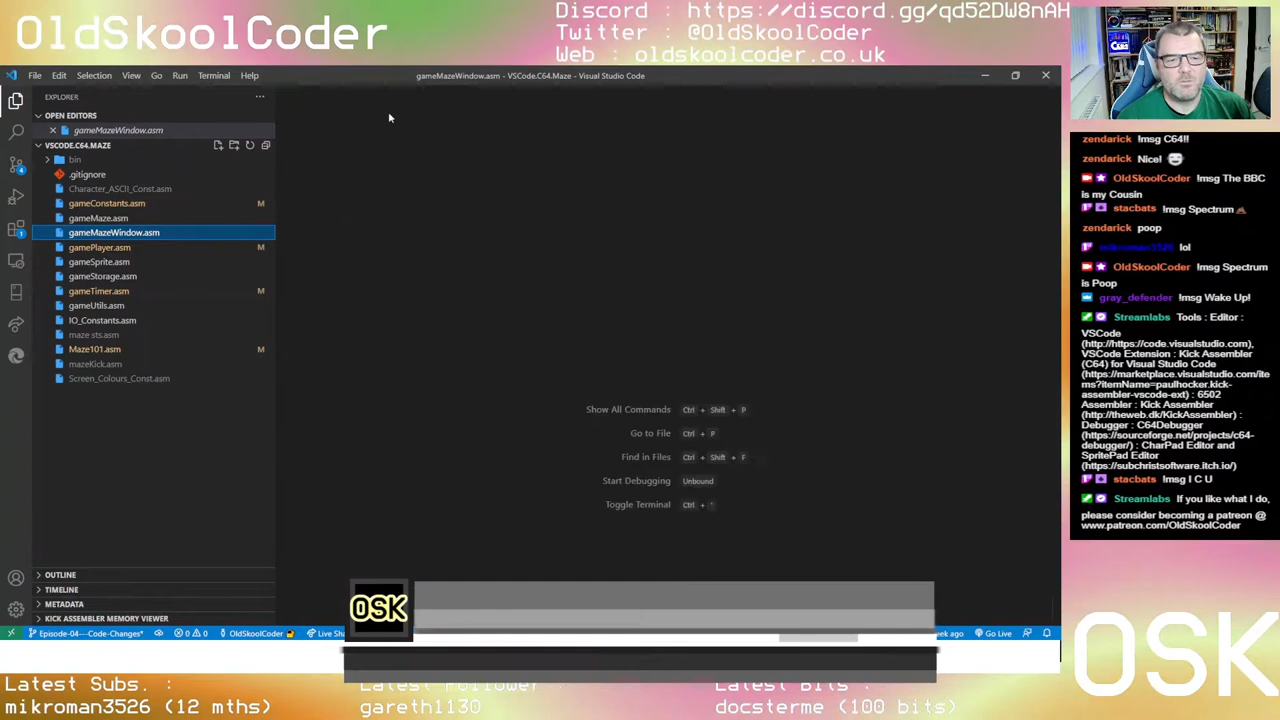 OldSkoolCoder
Discord : https://discord.gg/qd52DW8nAH
Twitter : @OldSkoolCoder
Web : oldskoolcoder.co.uk
File Edit Selection View Go Run Terminal Help
gameMazeWindow.asm - VSCode.C64.Maze - Visual Studio Code
EXPLORER
OPEN EDITORS
gameMazeWindow.asm
VSCODE.C64.MAZE
bin
.gitignore
Character_ASCII_Const.asm
gameConstants.asm M
gameMaze.asm
gameMazeWindow.asm
gamePlayer.asm M
gameSprite.asm
gameStorage.asm
gameTimer.asm M
gameUtils.asm
IO_Constants.asm
maze sts.asm
Maze101.asm M
mazeKick.asm
Screen_Colours_Const.asm
4
1
Show All Commands Ctrl + Shift + P
Go to File Ctrl + P
Find in Files Ctrl + Shift + F
Start Debugging Unbound
Toggle Terminal Ctrl + '
OUTLINE
TIMELINE
METADATA
KICK ASSEMBLER MEMORY VIEWER
OSK
Episode-04---Code-Changes* 0 0 OldSkoolCoder Live Sha
ek ago Go Live
zendarick !msg C64!!
zendarick Nice!
OldSkoolCoder !msg The BBC
is my Cousin
stacbats !msg Spectrum
zendarick poop
mikroman3526 lol
OldSkoolCoder !msg Spectrum
is Poop
gray_defender !msg Wake Up!
Streamlabs Tools : Editor :
VSCode
(http://https://code.visualstudio.com),
VSCode Extension : Kick Assembler
(C64) for Visual Studio Code
(https://marketplace.visualstudio.com/ite
ms?itemName=paulhocker.kick-
assembler-vscode-ext) : 6502
Assembler : Kick Assembler
(http://theweb.dk/KickAssembler) :
Debugger : C64Debugger
(https://sourceforge.net/projects/c64-
debugger/) : CharPad Editor and
SpritePad Editor
(https://subchristsoftware.itch.io/)
stacbats !msg I C U
Streamlabs If you like what I do,
please consider becoming a patreon @
www.patreon.com/OldSkoolCoder
OSK
Latest Subs. :
mikroman3526 (12 mths)
Latest Follower
gareth1130
Latest Bits :
docsterme (100 bits)